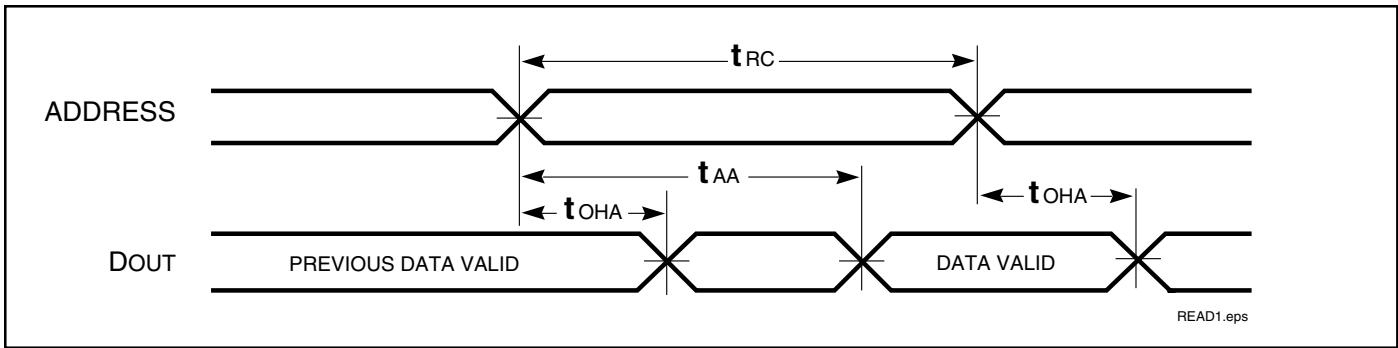 tRC
ADDRESS
tAA
tOHA
tOHA
DOUT
PREVIOUS DATA VALID
DATA VALID
READ1.eps